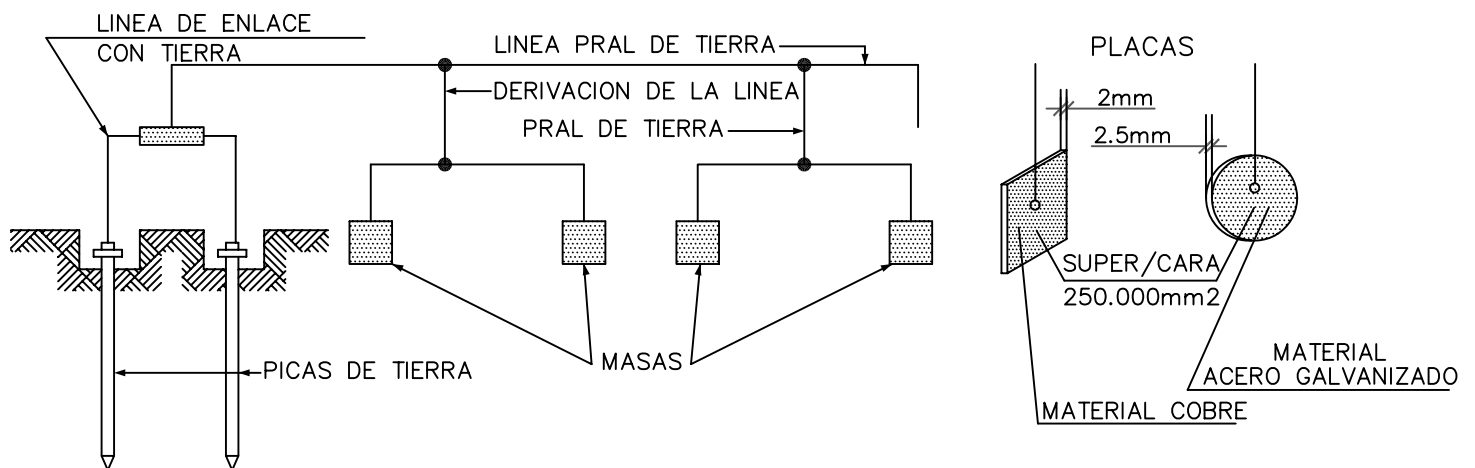 LINEA DE ENLACE
CON TIERRA
LINEA PRAL DE TIERRA
DERIVACION DE LA LINEA
PRAL DE TIERRA
PICAS DE TIERRA
MASAS
PLACAS
2mm
2.5mm
SUPER/CARA
250.000mm2
MATERIAL
ACERO GALVANIZADO
MATERIAL COBRE